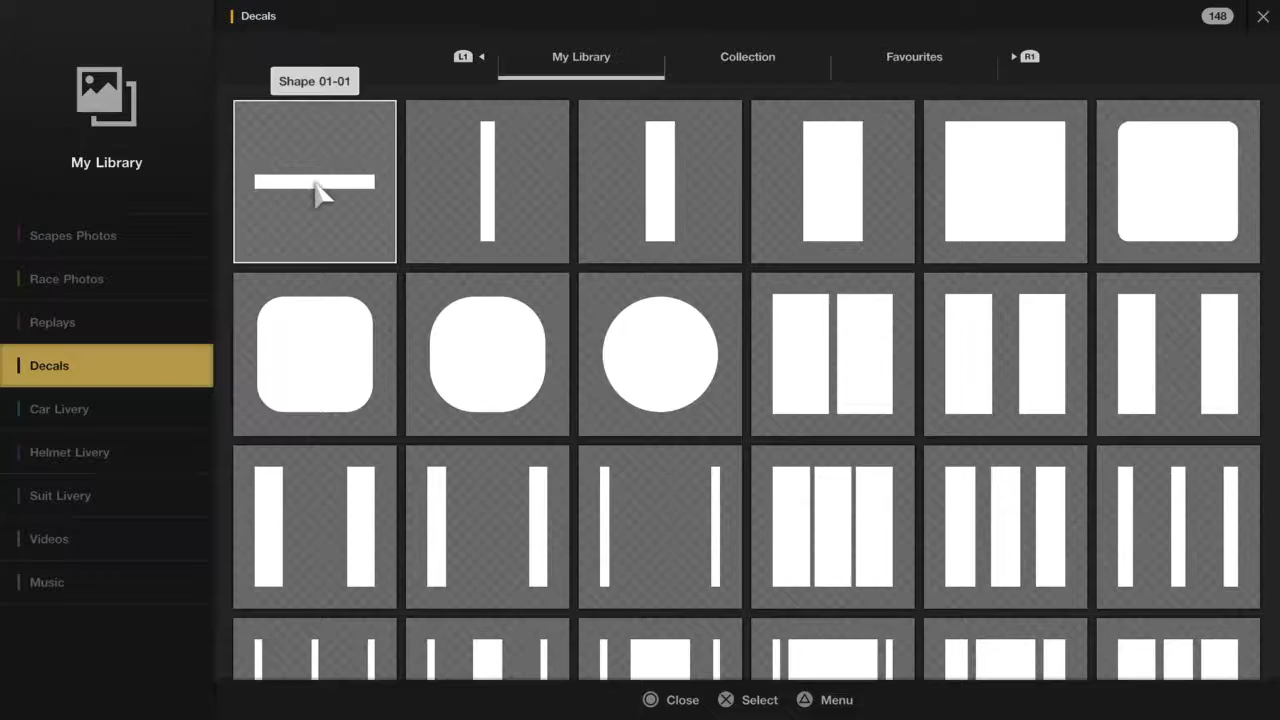 Decals
148
L1
My Library
Collection
Favourites
R1
Shape 01-01
My Library
Scapes Photos
Race Photos
Replays
Decals
Car Livery
Helmet Livery
Suit Livery
Videos
Music
Close
Select
Menu